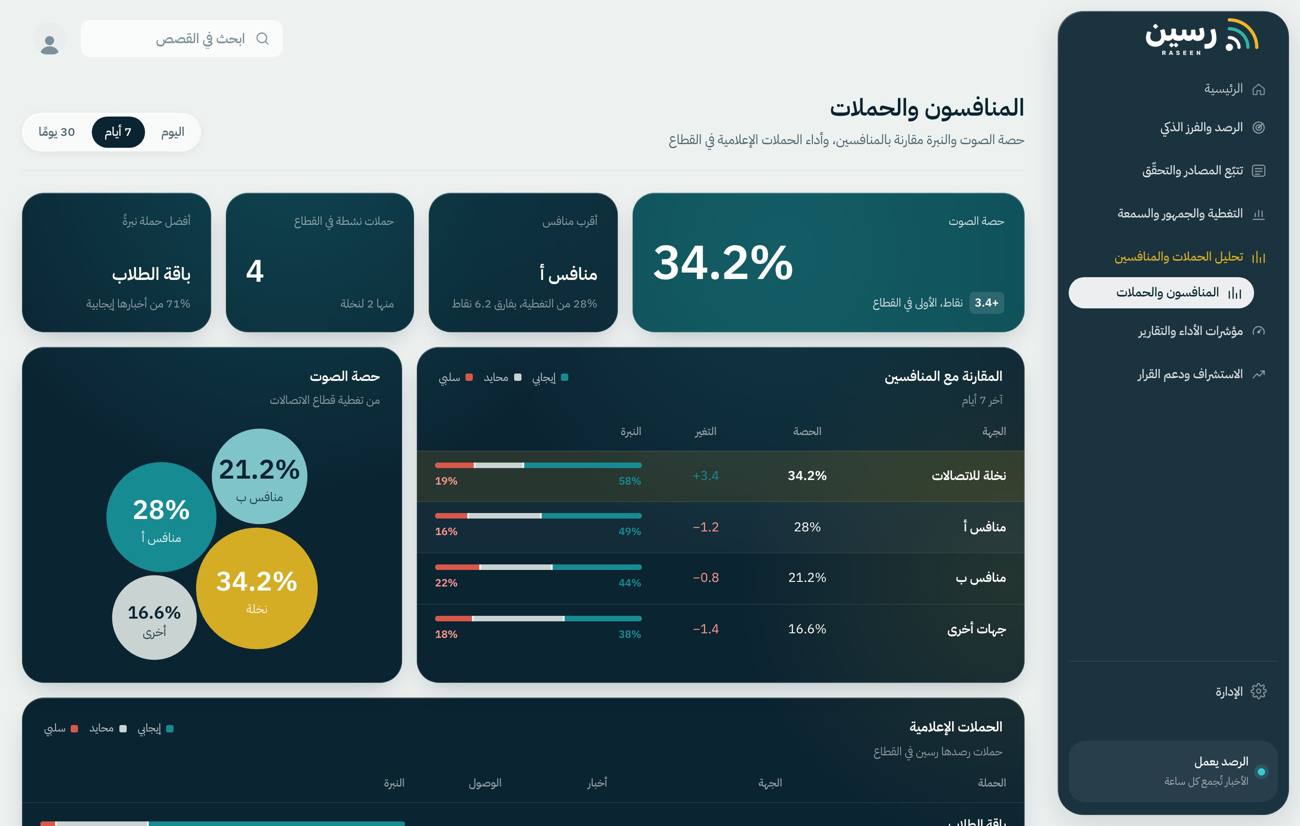 رسين
RASEEN
الرئيسية
الرصد والفرز الذكي
تتبّع المصادر والتحقّق
التغطية والجمهور والسمعة
تحليل الحملات والمنافسين
المنافسون والحملات
مؤشرات الأداء والتقارير
الاستشراف ودعم القرار
الإدارة
الرصد يعمل
الأخبار تُجمع كل ساعة
ابحث في القصص
المنافسون والحملات
حصة الصوت والنبرة مقارنة بالمنافسين، وأداء الحملات الإعلامية في القطاع
اليوم 7 أيام 30 يومًا
حصة الصوت
34.2%
+3.4 نقاط، الأولى في القطاع
أقرب منافس
منافس أ
28% من التغطية، بفارق 6.2 نقاط
حملات نشطة في القطاع
4
منها 2 لنخلة
أفضل حملة نبرةً
باقة الطلاب
71% من أخبارها إيجابية
المقارنة مع المنافسين
إيجابي محايد سلبي
آخر 7 أيام
الجهة الحصة التغير النبرة
نخلة للاتصالات 34.2% +3.4 58% 19%
منافس أ 28% −1.2 49% 16%
منافس ب 21.2% −0.8 44% 22%
جهات أخرى 16.6% −1.4 38% 18%
حصة الصوت
من تغطية قطاع الاتصالات
21.2%
منافس ب
28%
منافس أ
34.2%
نخلة
16.6%
أخرى
الحملات الإعلامية
إيجابي محايد سلبي
حملات رصدها رسين في القطاع
الحملة الجهة أخبار الوصول النبرة
باقة الطلاب